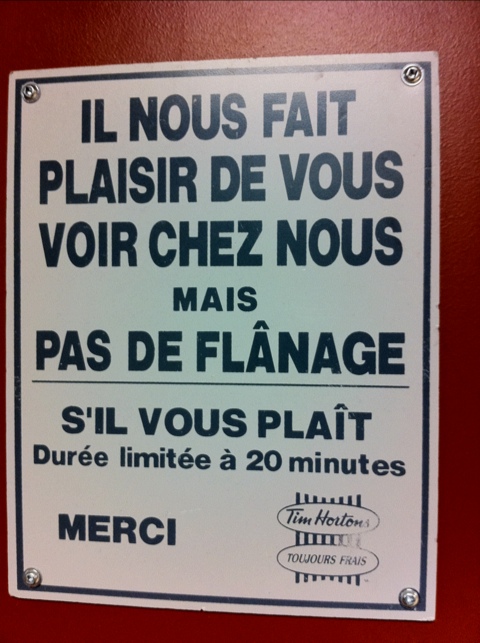 IL NOUS FAIT
PLAISIR DE VOUS
VOIR CHEZ NOUS
MAIS
PAS DE FLÂNAGE
S'IL VOUS PLAÎT
Durée limitée à 20 minutes
MERCI
Tim Hortons
TOUJOURS FRAIS